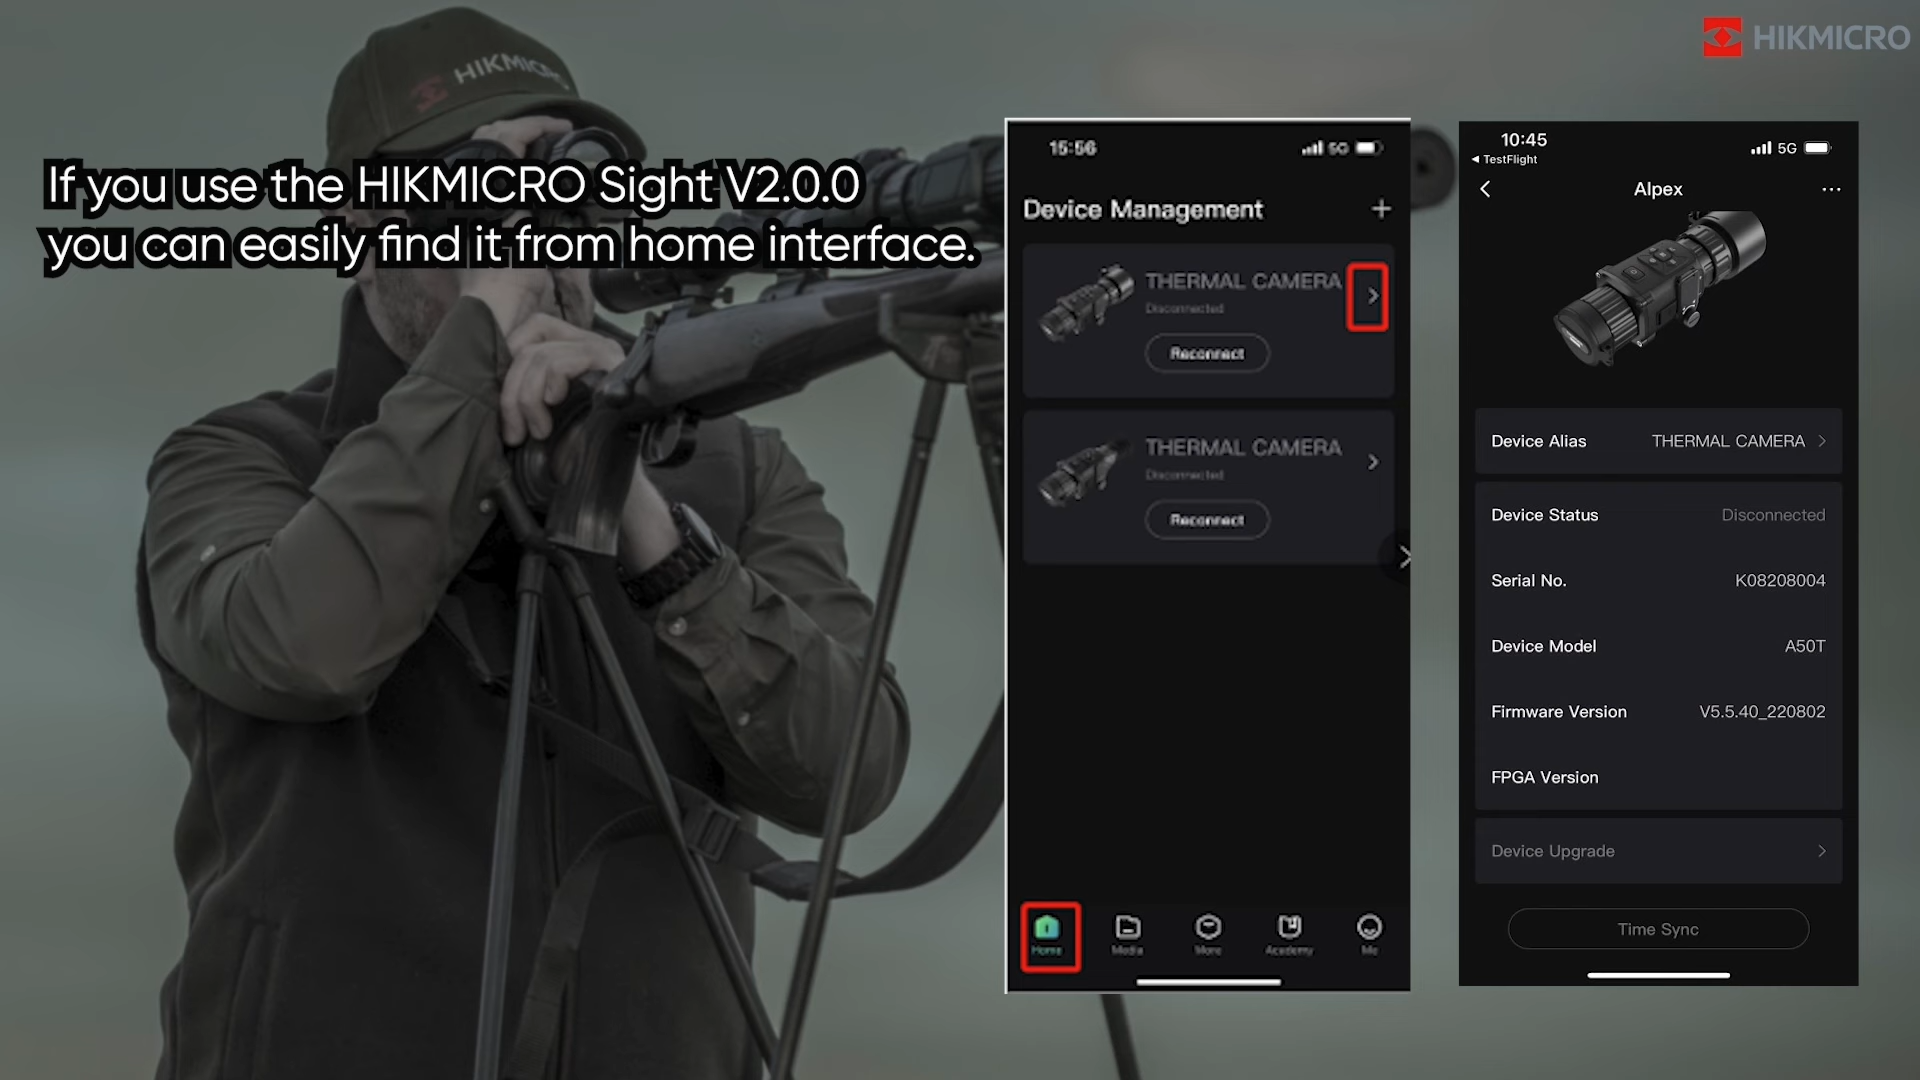 HIKMICRO
HIKMICRO
If you use the HIKMICRO Sight V2.0.0
you can easily find it from home interface.
15:56
5G
Device Management
THERMAL CAMERA
Disconnected
Reconnect
THERMAL CAMERA
Disconnected
Reconnect
Home Media More Academy Me
10:45
5G
TestFlight
Alpex
Device Alias THERMAL CAMERA
Device Status Disconnected
Serial No. K08208004
Device Model A50T
Firmware Version V5.5.40_220802
FPGA Version
Device Upgrade
Time Sync